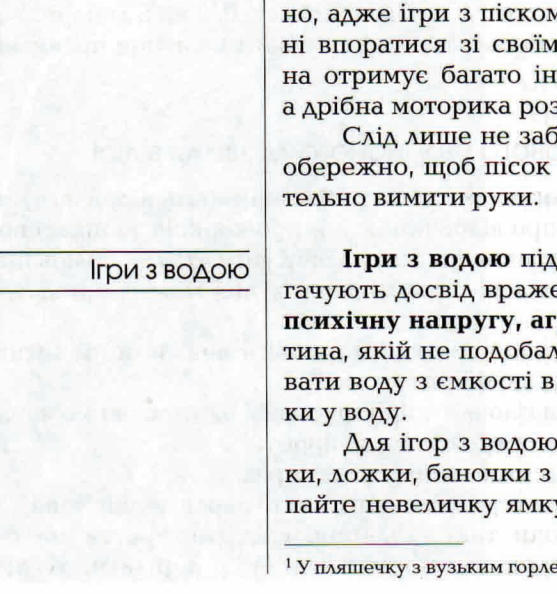 но, адже ігри з піском
ні впоратися зі своїм
на отримує багато ін
а дрібна моторика роз
Слід лише не заб
обережно, щоб пісок
тельно вимити руки.
Ігри з водою
Ігри з водою під
гачують досвід враже
психічну напругу, аг
тина, якій не подобал
вати воду з ємкості в
ки у воду.
Для ігор з водою
ки, ложки, баночки з
пайте невеличку ямку
¹ У пляшечку з вузьким горле